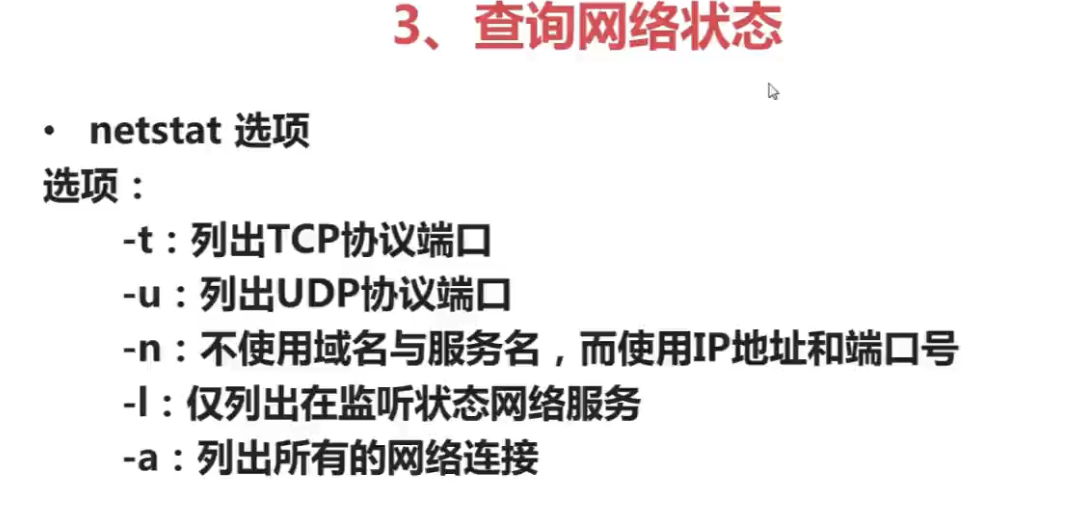 3、查询网络状态
• netstat 选项
选项：
-t：列出TCP协议端口
-u：列出UDP协议端口
-n：不使用域名与服务名，而使用IP地址和端口号
-l：仅列出在监听状态网络服务
-a：列出所有的网络连接